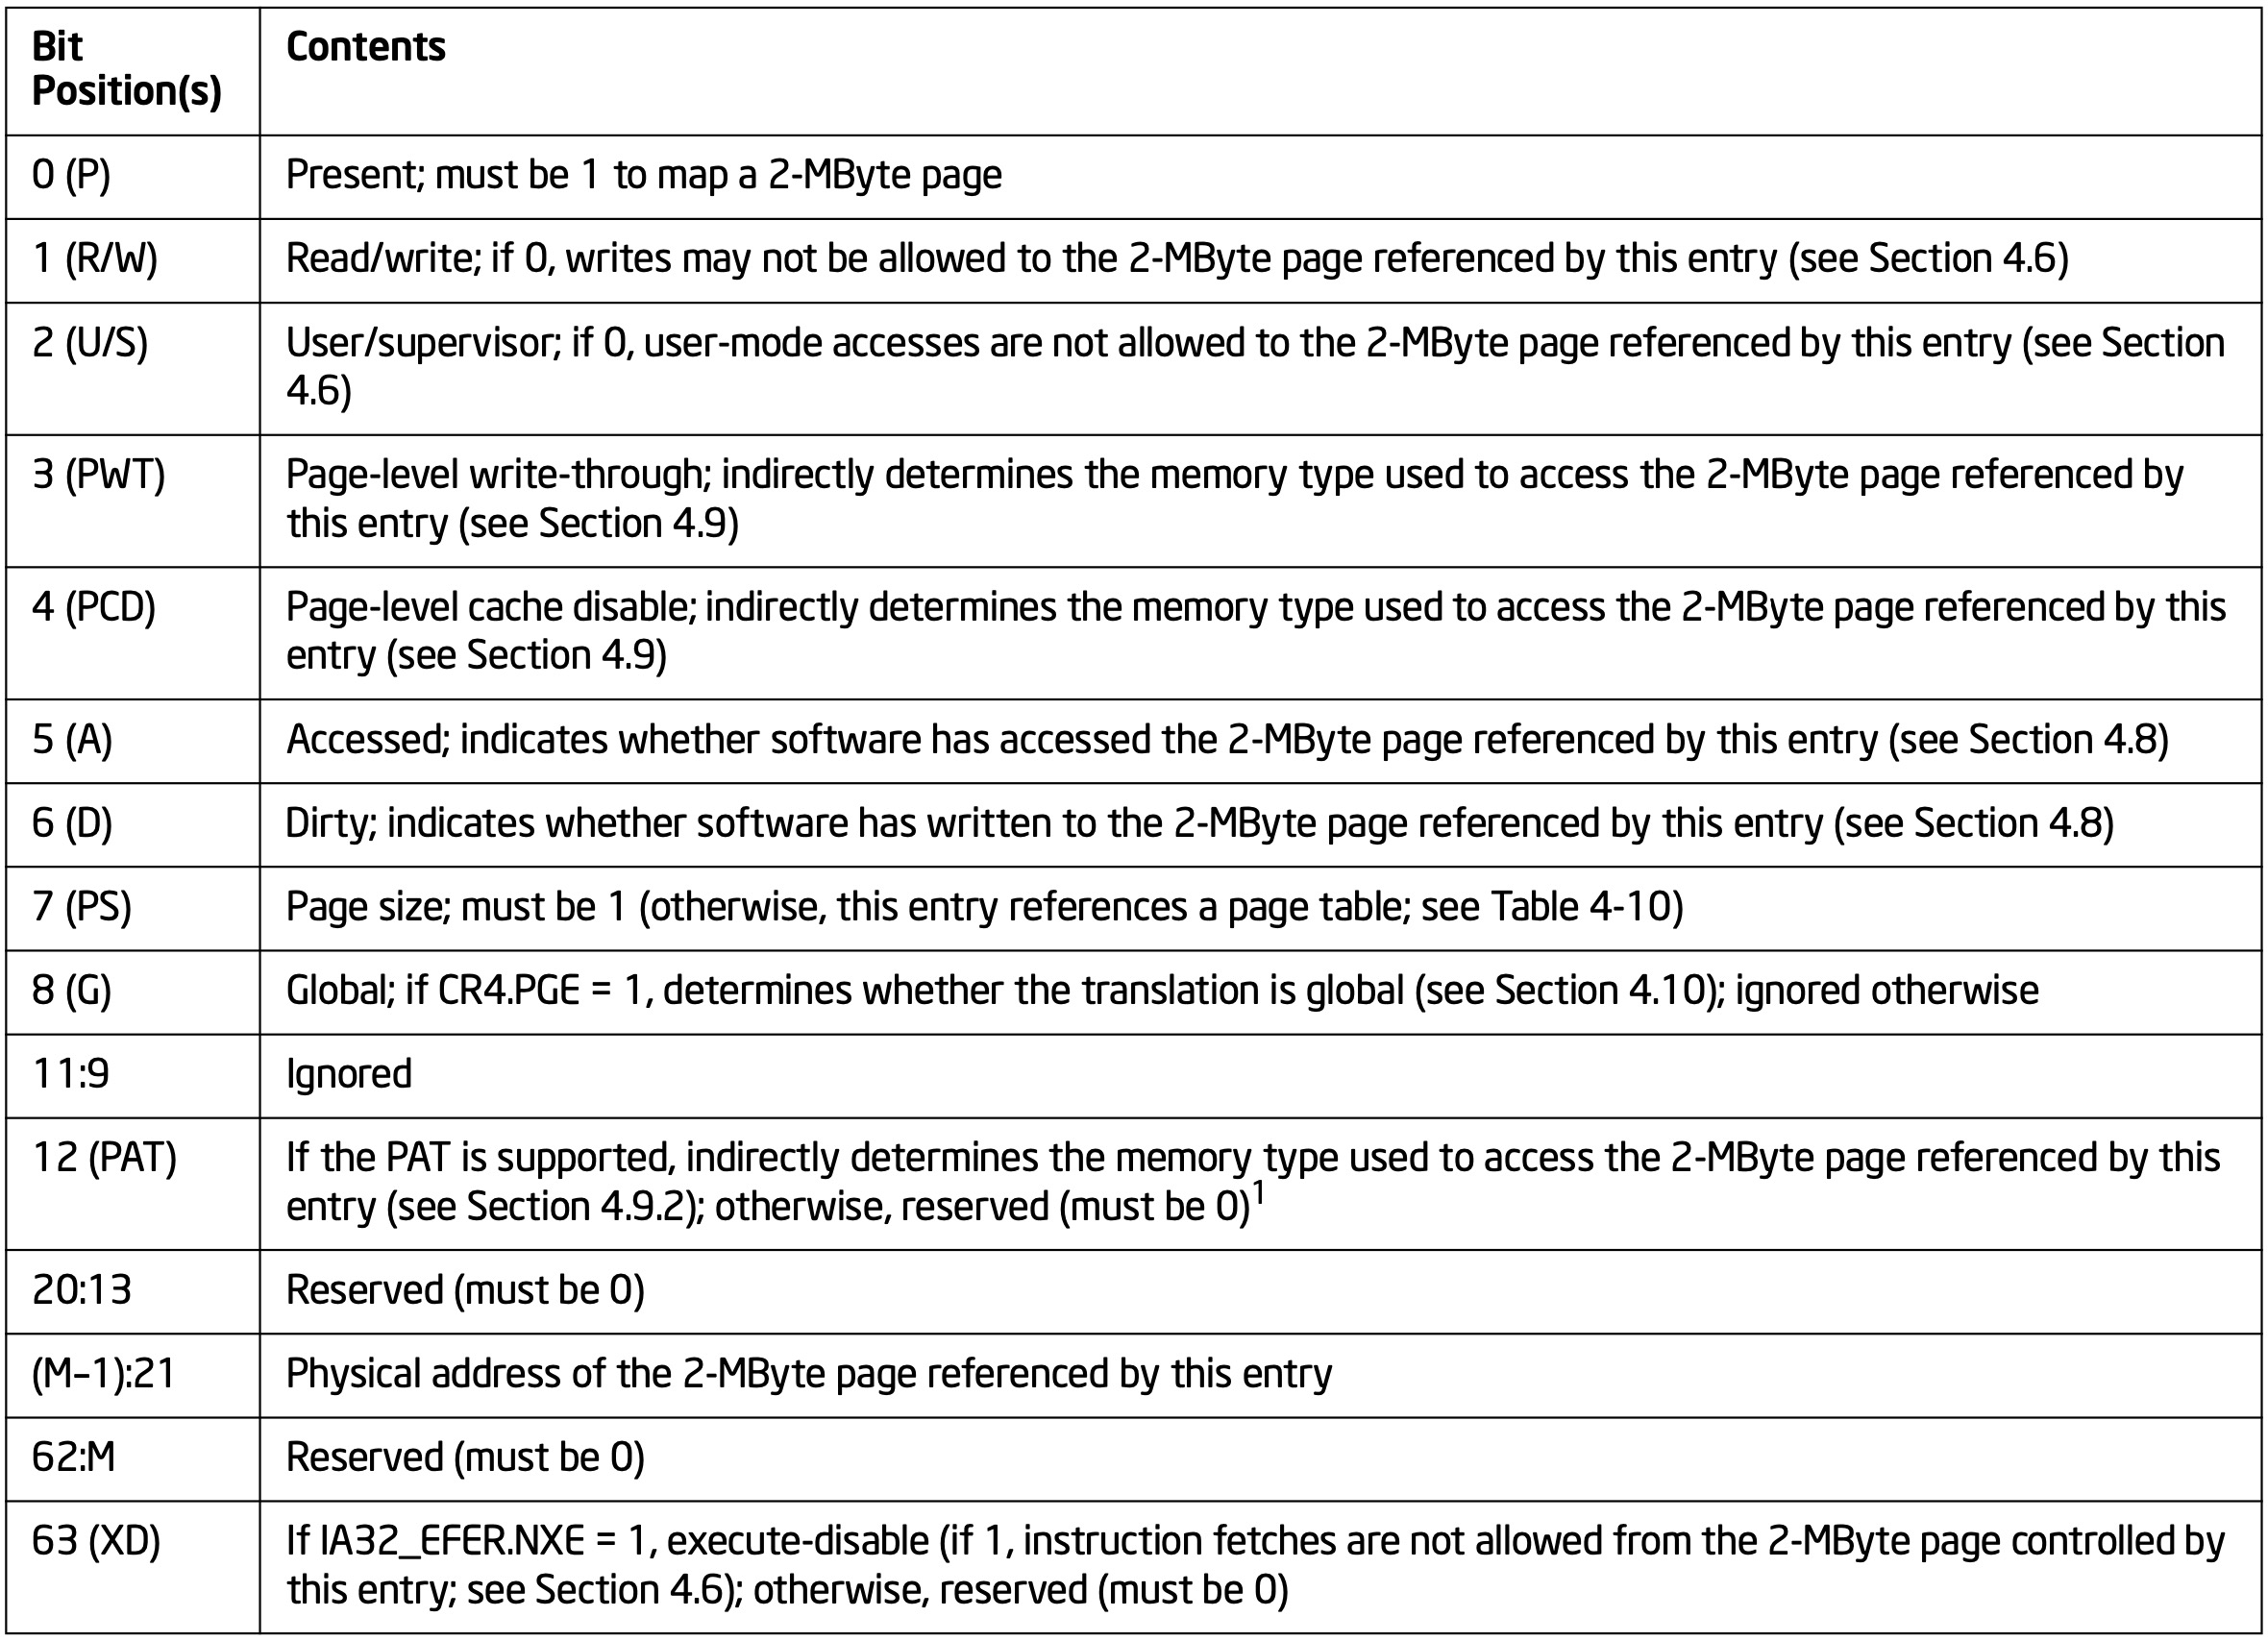 Bit
Position(s)
Contents
0 (P)
Present; must be 1 to map a 2-MByte page
1 (R/W)
Read/write; if 0, writes may not be allowed to the 2-MByte page referenced by this entry (see Section 4.6)
2 (U/S)
User/supervisor; if 0, user-mode accesses are not allowed to the 2-MByte page referenced by this entry (see Section
4.6)
3 (PWT)
Page-level write-through; indirectly determines the memory type used to access the 2-MByte page referenced by
this entry (see Section 4.9)
4 (PCD)
Page-level cache disable; indirectly determines the memory type used to access the 2-MByte page referenced by this
entry (see Section 4.9)
5 (A)
Accessed; indicates whether software has accessed the 2-MByte page referenced by this entry (see Section 4.8)
6 (D)
Dirty; indicates whether software has written to the 2-MByte page referenced by this entry (see Section 4.8)
7 (PS)
Page size; must be 1 (otherwise, this entry references a page table; see Table 4-10)
8 (G)
Global; if CR4.PGE = 1, determines whether the translation is global (see Section 4.10); ignored otherwise
11:9
Ignored
12 (PAT)
If the PAT is supported, indirectly determines the memory type used to access the 2-MByte page referenced by this
entry (see Section 4.9.2); otherwise, reserved (must be 0)¹
20:13
Reserved (must be 0)
(M–1):21
Physical address of the 2-MByte page referenced by this entry
62:M
Reserved (must be 0)
63 (XD)
If IA32_EFER.NXE = 1, execute-disable (if 1, instruction fetches are not allowed from the 2-MByte page controlled by
this entry; see Section 4.6); otherwise, reserved (must be 0)